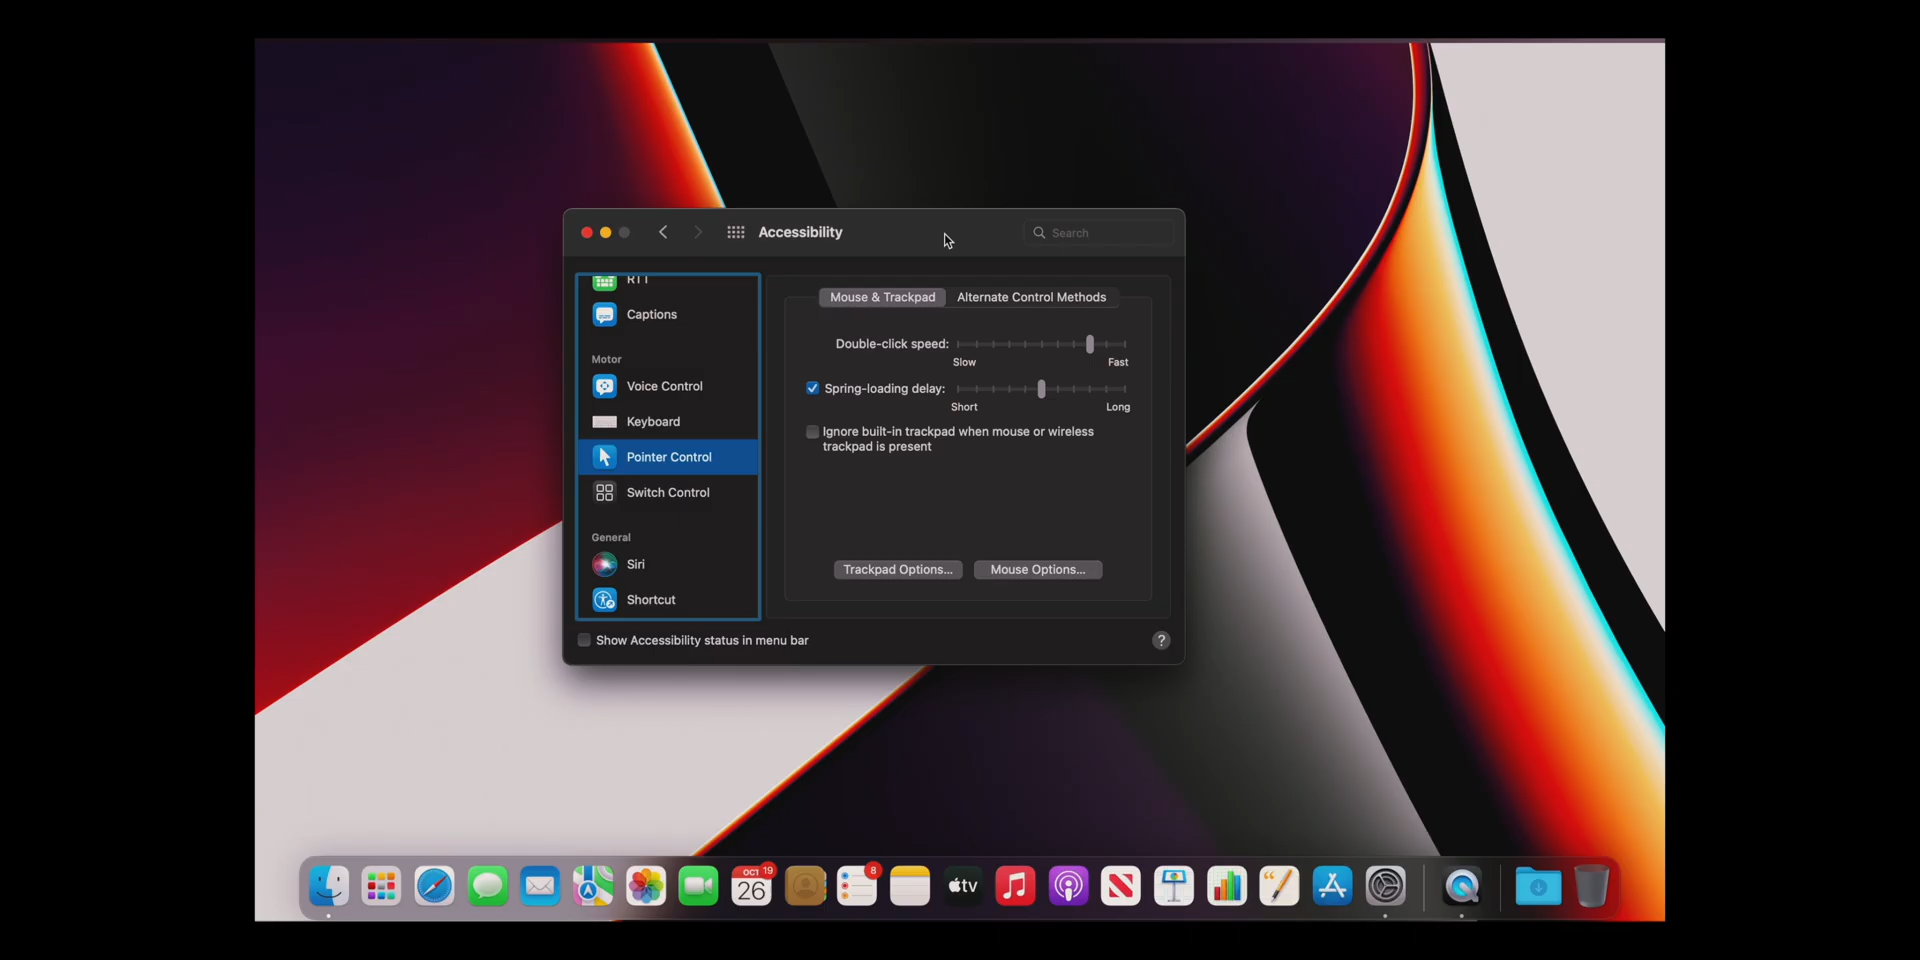 Accessibility
Search
RTT
Captions
Motor
Voice Control
Keyboard
Pointer Control
Switch Control
General
Siri
Shortcut
Mouse & Trackpad
Alternate Control Methods
Double-click speed:
Slow
Fast
Spring-loading delay:
Short
Long
Ignore built-in trackpad when mouse or wireless
trackpad is present
Trackpad Options...
Mouse Options...
Show Accessibility status in menu bar
?
OCT
26
19
8
tv